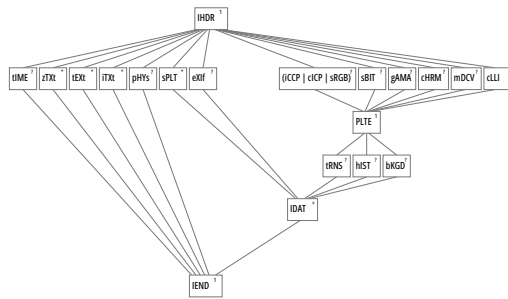 IHDR 1
tIME ? zTXt * tEXt * iTXt * pHYs ? sPLT * eXIf ? (iCCP | cICP | sRGB) ? sBIT ? gAMA ? cHRM ? mDCV ? cLLI
PLTE 1
tRNS ? hIST ? bKGD ?
IDAT *
IEND 1